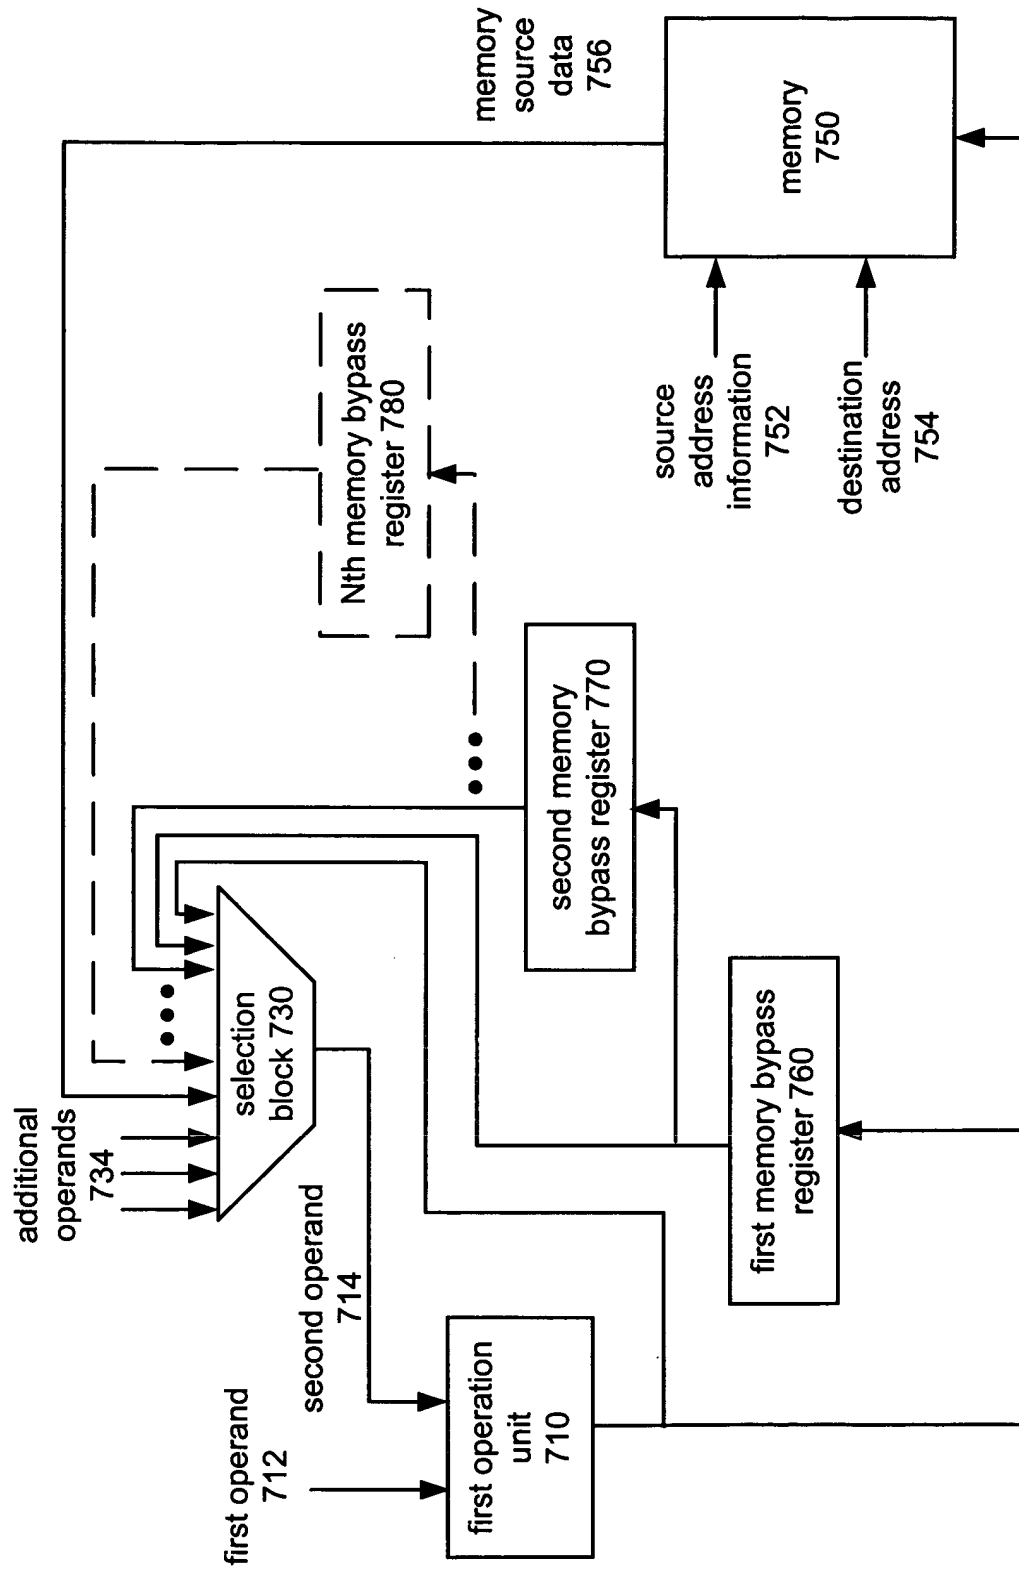 first operand
712
second operand
714
additional
operands
734
selection
block 730
first operation
unit
710
first memory bypass
register 760
second memory
bypass register 770
Nth memory bypass
register 780
memory
source
data
756
source
address
information
752
destination
address
754
memory
750